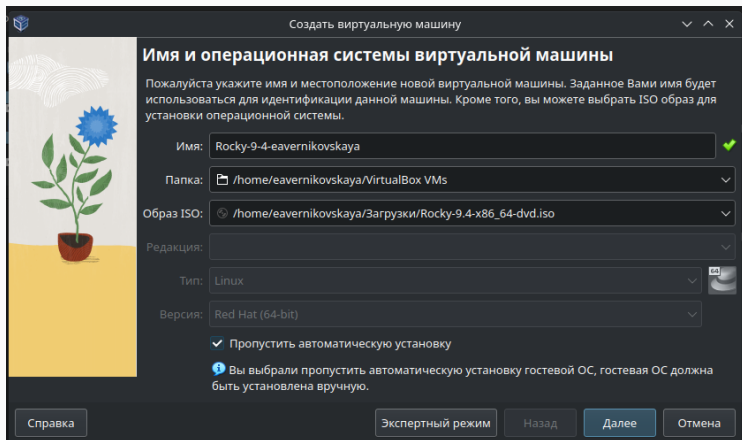 Создать виртуальную машину
Имя и операционная системы виртуальной машины
Пожалуйста укажите имя и местоположение новой виртуальной машины. Заданное Вами имя будет
использоваться для идентификации данной машины. Кроме того, вы можете выбрать ISO образ для
установки операционной системы.
Имя: Rocky-9-4-eavernikovskaya
Папка: /home/eavernikovskaya/VirtualBox VMs
Образ ISO: /home/eavernikovskaya/Загрузки/Rocky-9.4-x86_64-dvd.iso
Редакция:
Тип: Linux 64
Версия: Red Hat (64-bit)
Пропустить автоматическую установку
Вы выбрали пропустить автоматическую установку гостевой ОС, гостевая ОС должна
быть установлена вручную.
Справка Экспертный режим Назад Далее Отмена